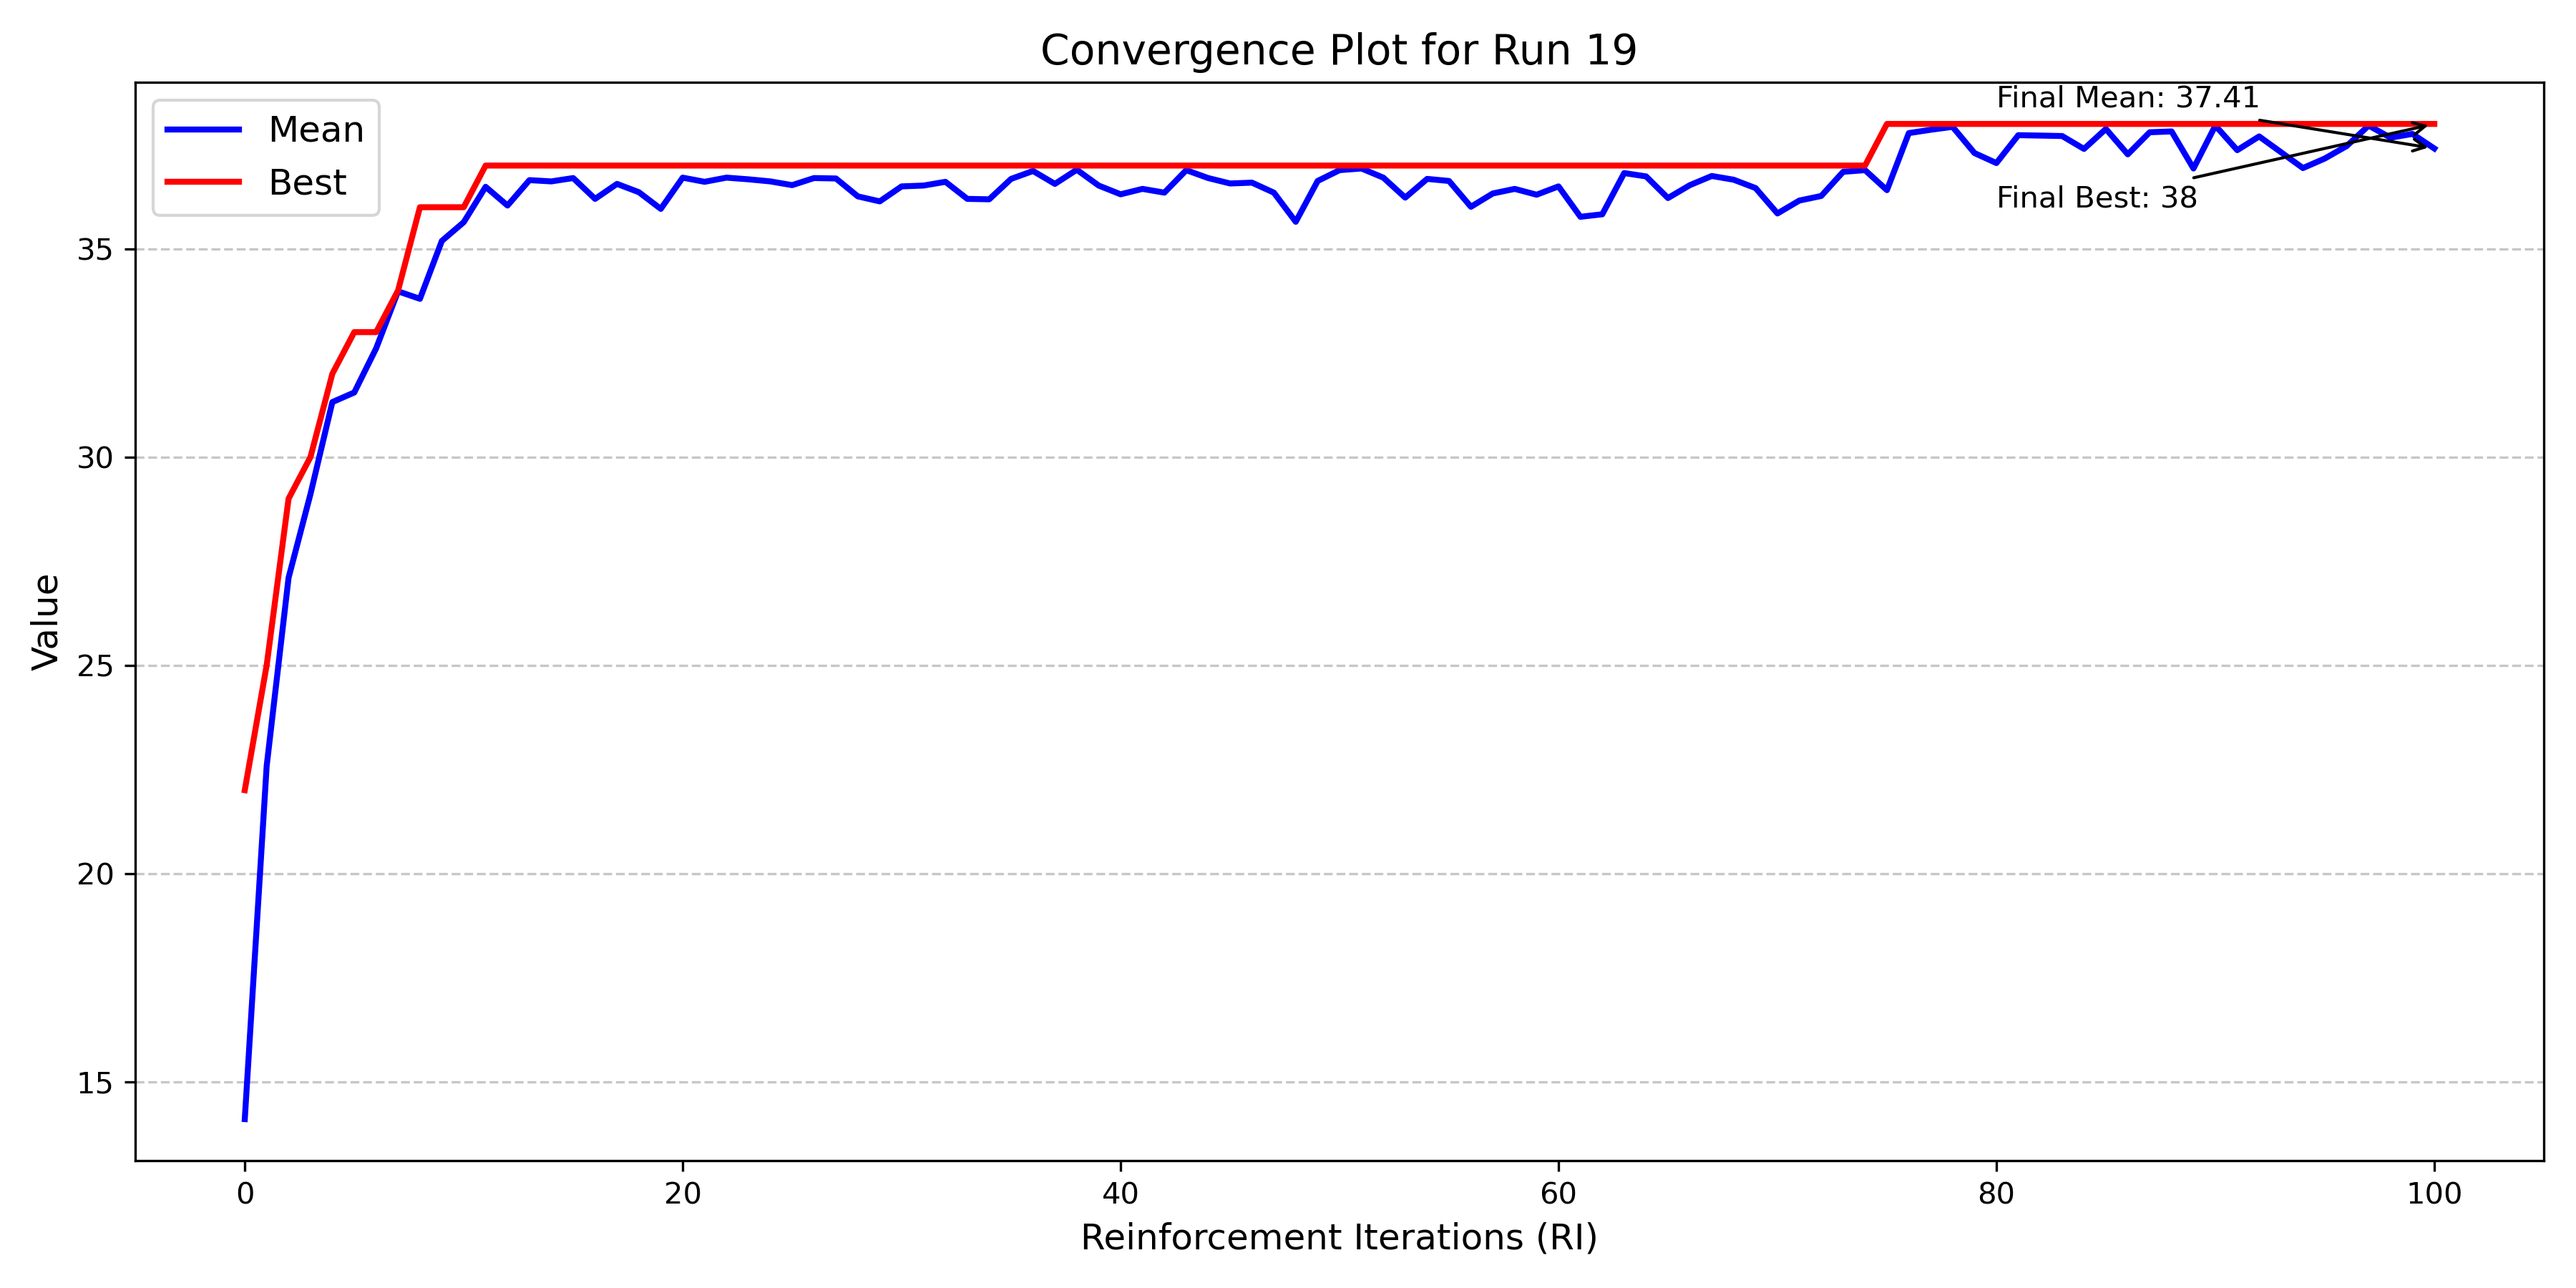 Convergence Plot for Run 19
Mean
Best
Final Mean: 37.41
Final Best: 38
35
30
25
20
15
Value
0
20
40
60
80
100
Reinforcement Iterations (RI)